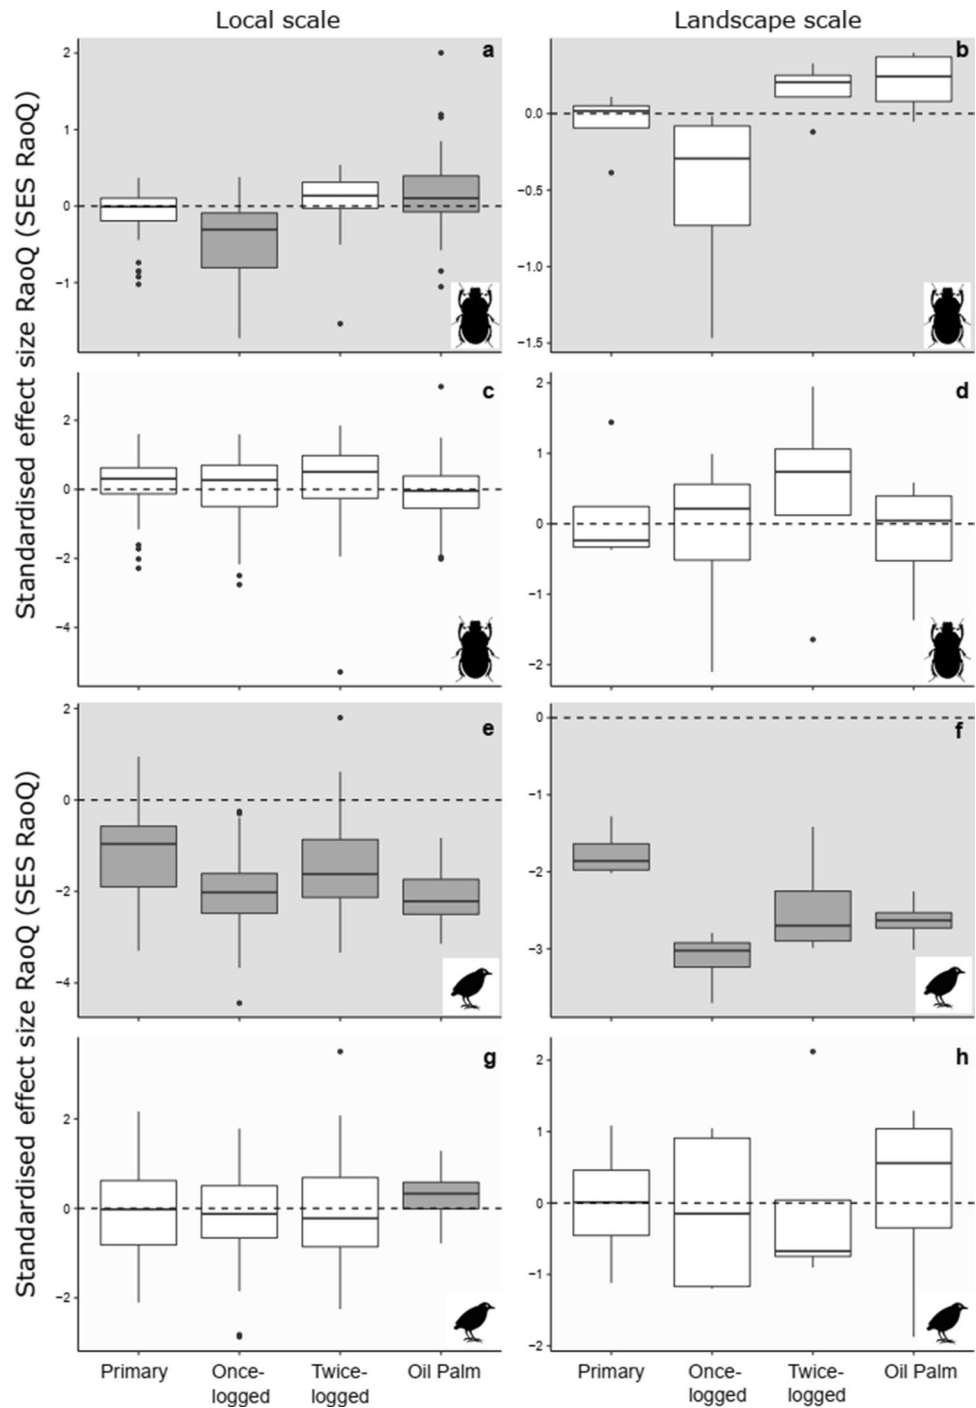 Local scale
Landscape scale
Standardised effect size RaoQ (SES RaoQ)
a
2
1
0
−1
b
0.0
−0.5
−1.0
−1.5
c
2
0
−2
−4
d
2
1
0
−1
−2
Standardised effect size RaoQ (SES RaoQ)
e
2
0
−2
−4
f
0
−1
−2
−3
g
2
0
−2
h
2
1
0
−1
−2
Primary
Once-
logged
Twice-
logged
Oil Palm
Primary
Once-
logged
Twice-
logged
Oil Palm